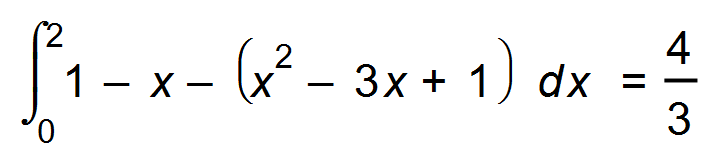 ∫₀² 1 – x – (x² – 3x + 1) dx = 4/3